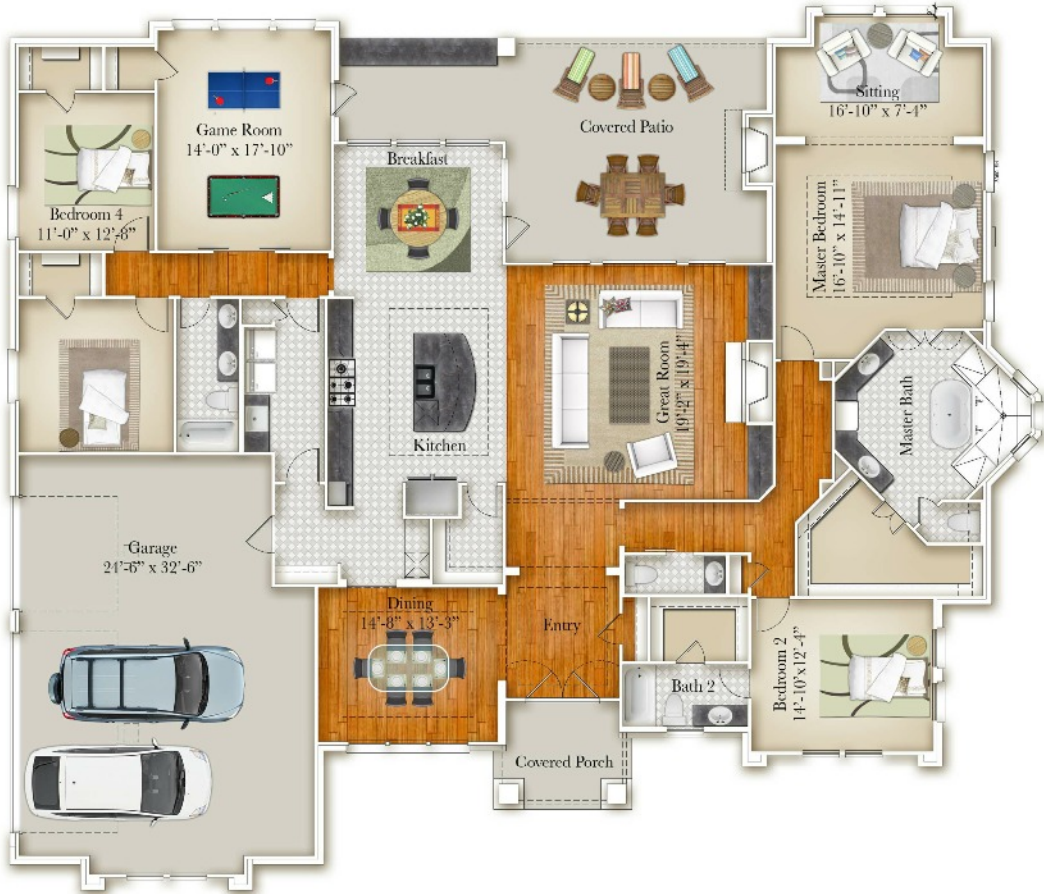 Sitting
16'-10" x 7'-4"
Game Room
14'-0" x 17'-10"
Covered Patio
Breakfast
Bedroom 4
11'-0" x 12'-8"
Master Bedroom
16'-10" x 14'-11"
Great Room
19'-2" x 19'-4"
Master Bath
Kitchen
Garage
24'-6" x 32'-6"
Dining
14'-8" x 13'-3"
Entry
Bath 2
Bedroom 2
14'-10"x12'-4"
Covered Porch